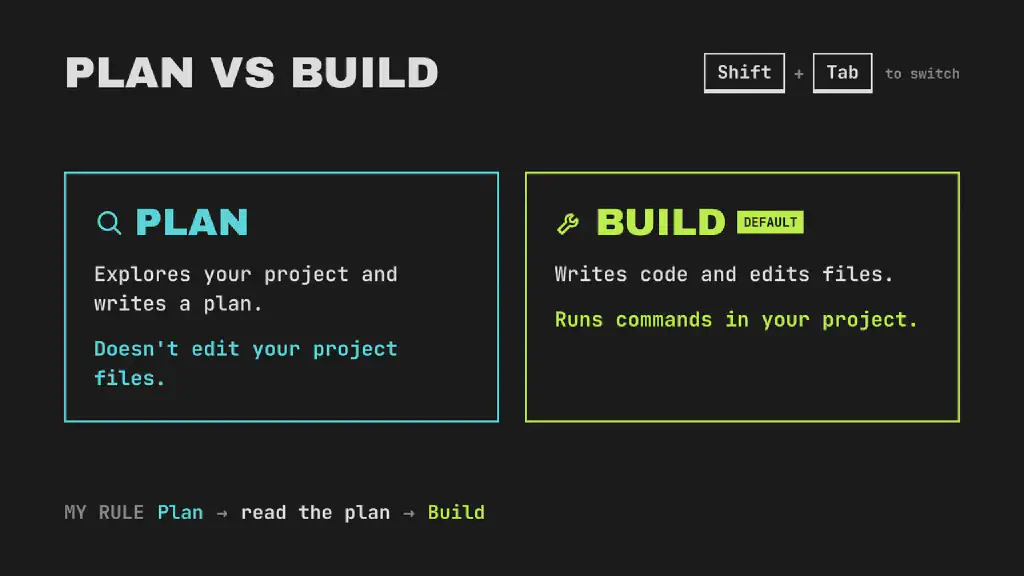 PLAN VS BUILD
Shift + Tab to switch
PLAN
Explores your project and
writes a plan.
Doesn't edit your project
files.
BUILD DEFAULT
Writes code and edits files.
Runs commands in your project.
MY RULE Plan → read the plan → Build